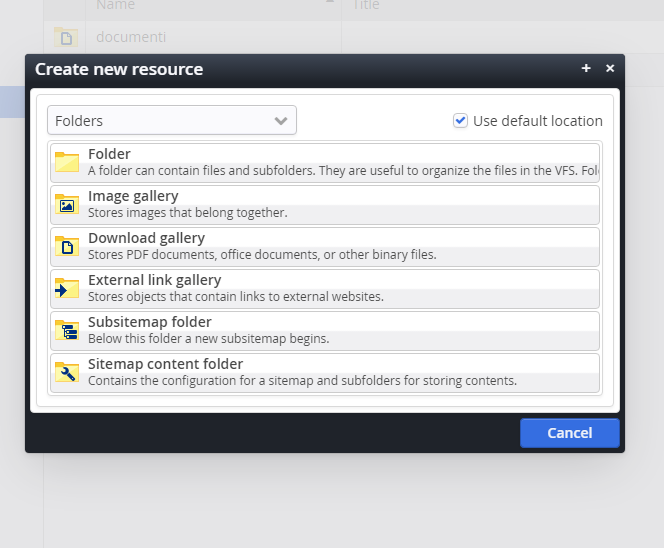 Name
Title
documenti
Create new resource
Folders
Use default location
Folder
A folder can contain files and subfolders. They are useful to organize the files in the VFS.
Image gallery
Stores images that belong together.
Download gallery
Stores PDF documents, office documents, or other binary files.
External link gallery
Stores objects that contain links to external websites.
Subsitemap folder
Below this folder a new subsitemap begins.
Sitemap content folder
Contains the configuration for a sitemap and subfolders for storing contents.
Cancel